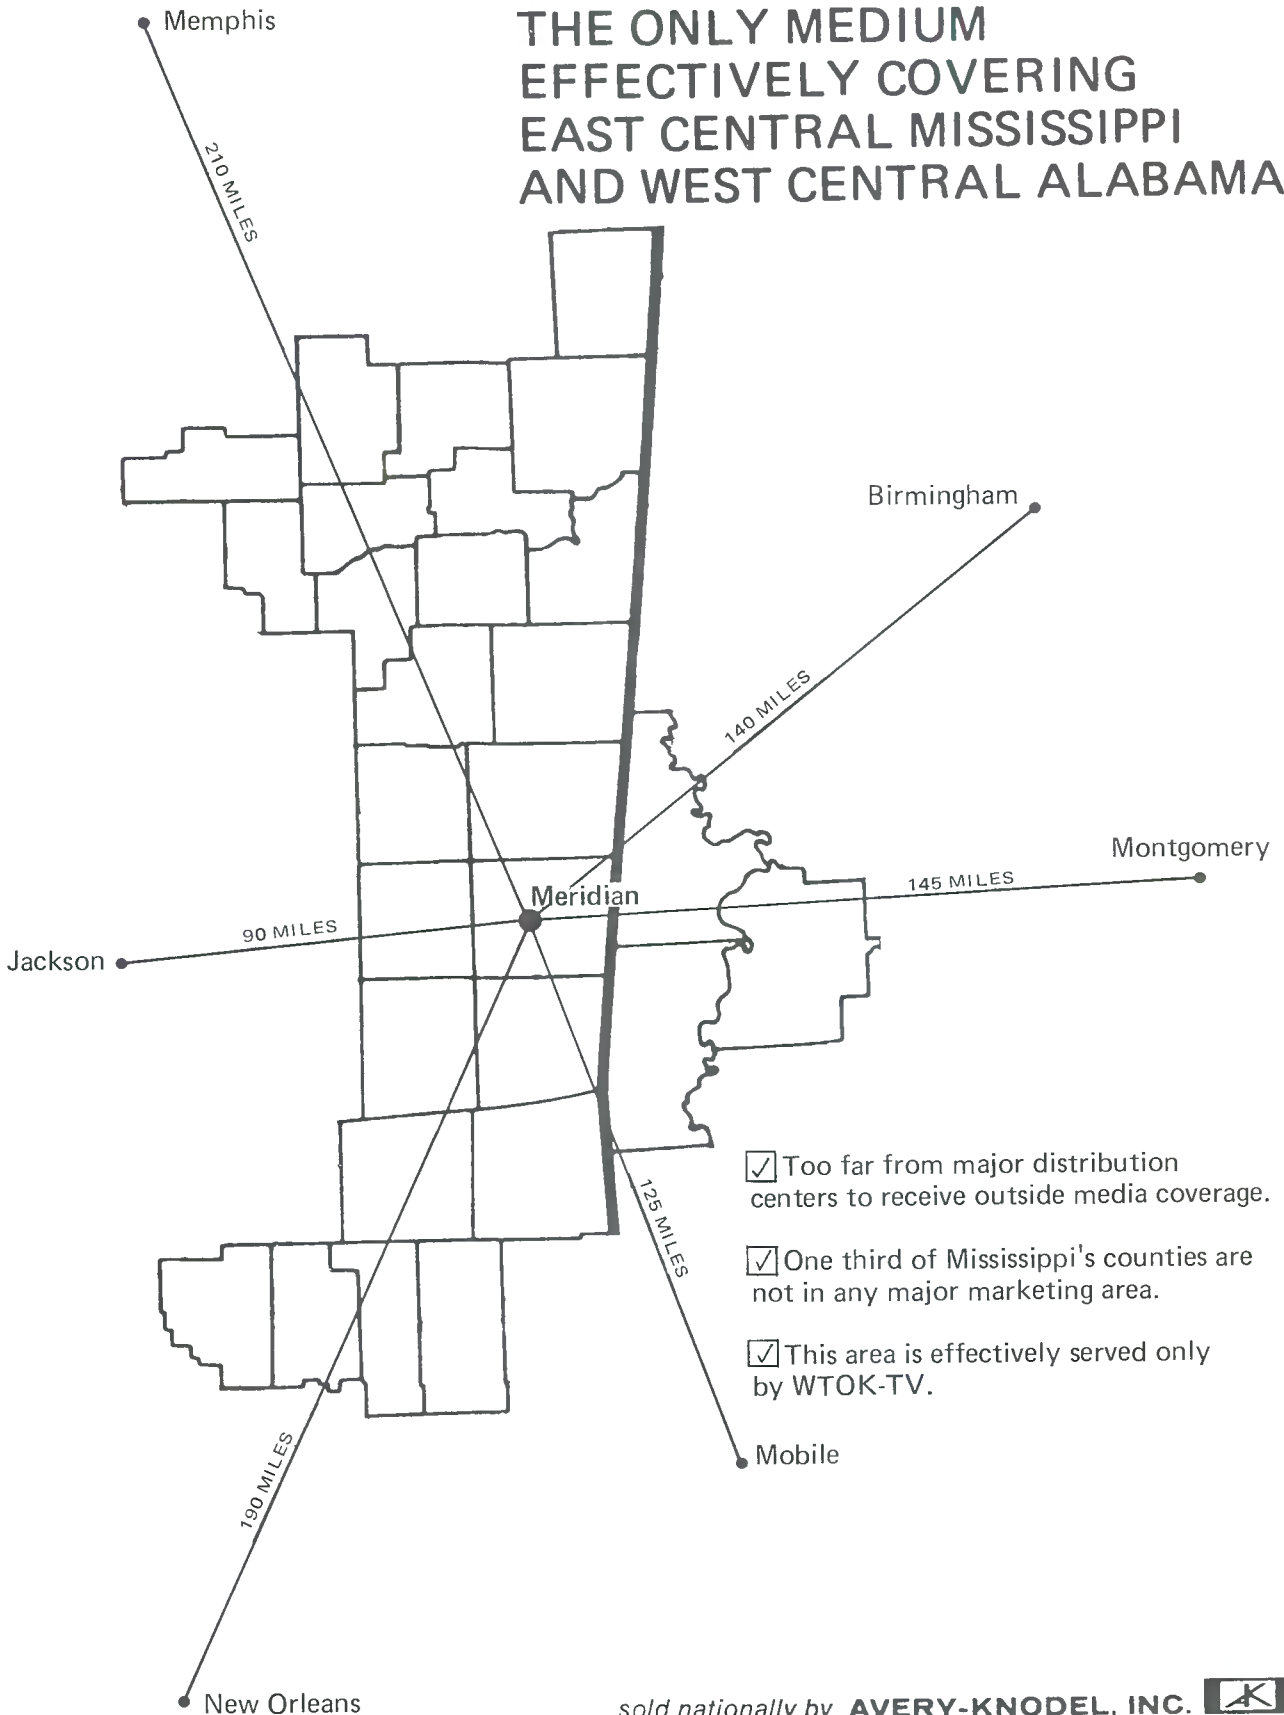 Memphis
THE ONLY MEDIUM
EFFECTIVELY COVERING
EAST CENTRAL MISSISSIPPI
AND WEST CENTRAL ALABAMA
210 MILES
Birmingham
140 MILES
Montgomery
145 MILES
Meridian
90 MILES
Jackson
☑ Too far from major distribution
centers to receive outside media coverage.
125 MILES
☑ One third of Mississippi's counties are
not in any major marketing area.
☑ This area is effectively served only
by WTOK-TV.
Mobile
190 MILES
New Orleans
sold nationally by AVERY-KNODEL, INC. AK